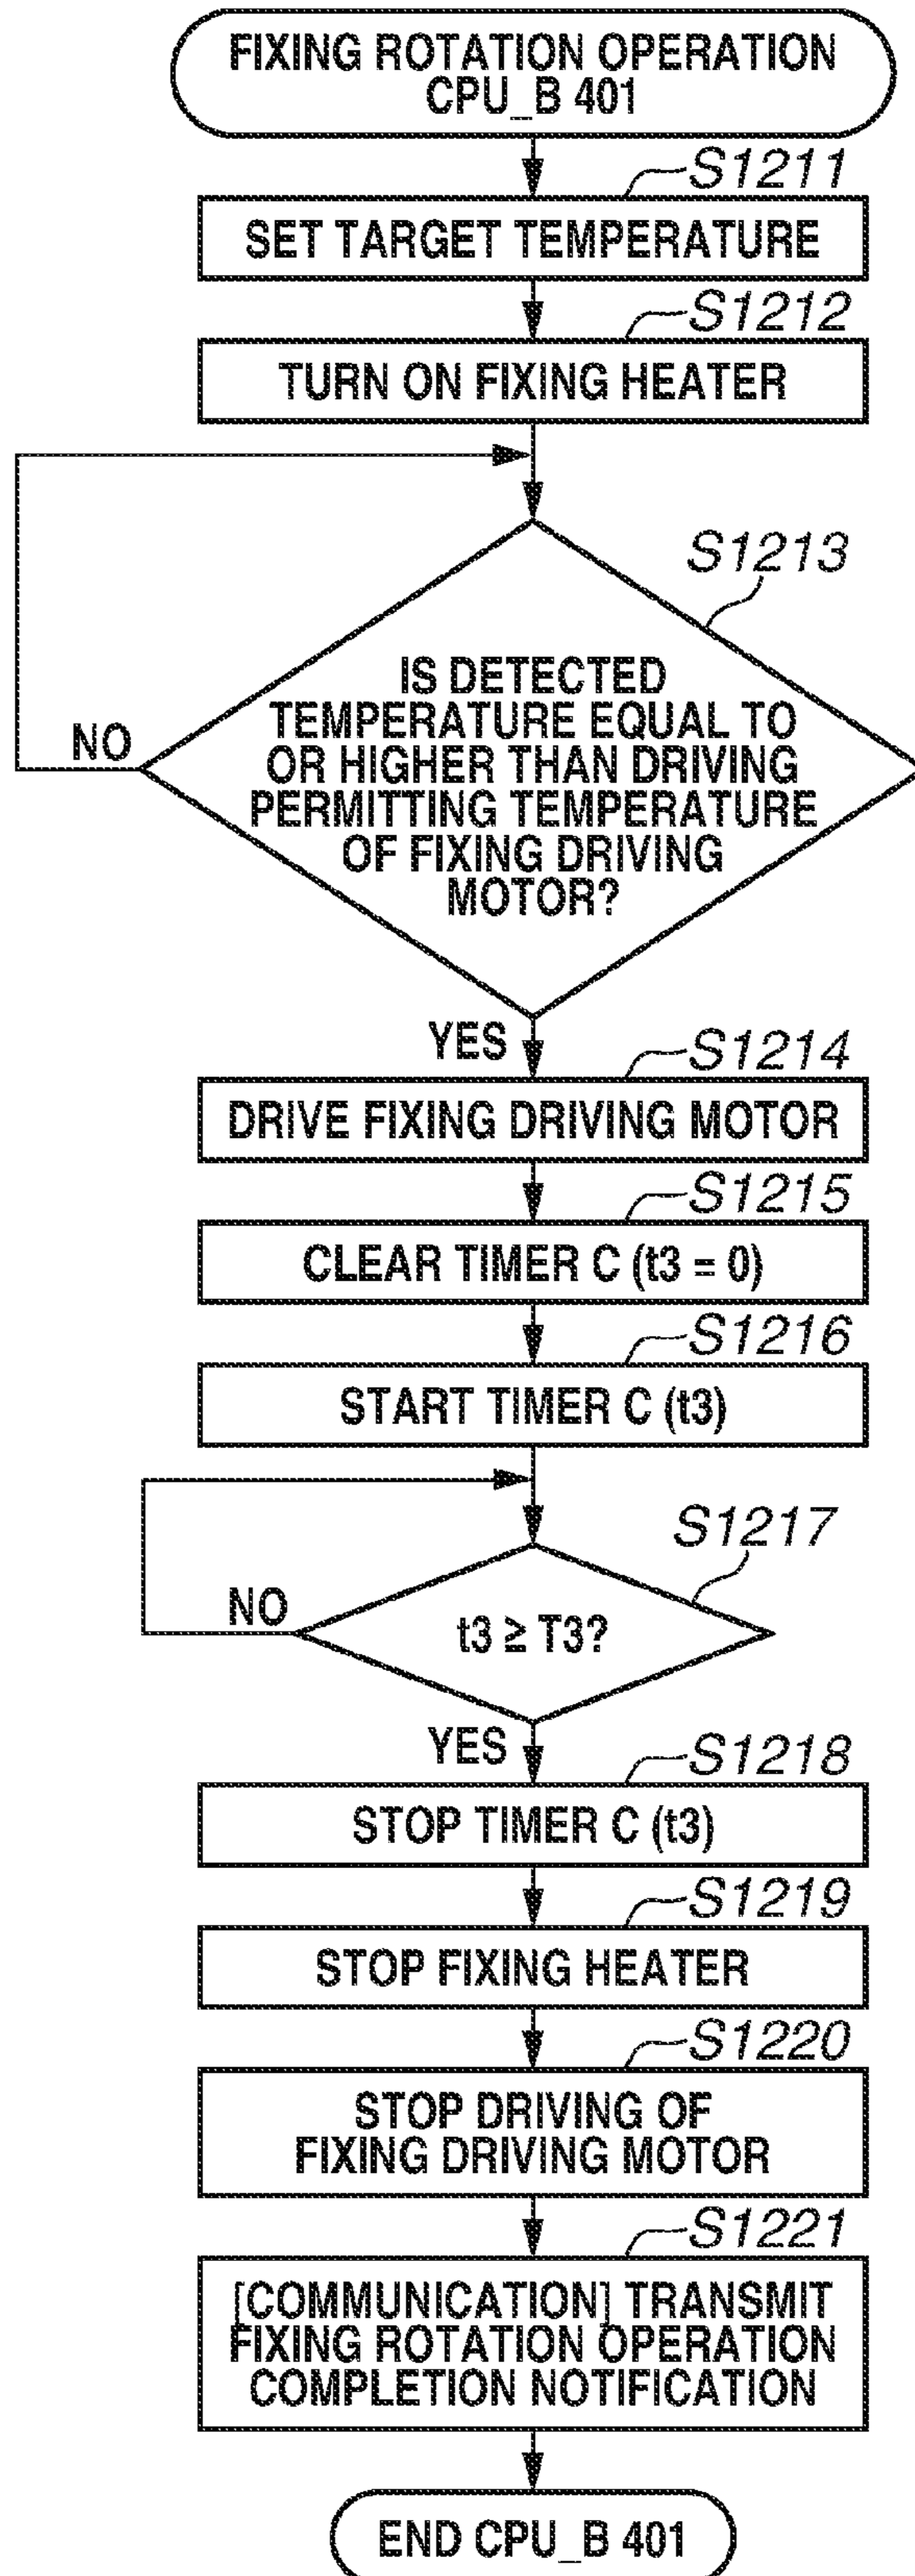 FIXING ROTATION OPERATION
CPU_B 401
S1211
SET TARGET TEMPERATURE
S1212
TURN ON FIXING HEATER
S1213
IS DETECTED
TEMPERATURE EQUAL TO
OR HIGHER THAN DRIVING
PERMITTING TEMPERATURE
OF FIXING DRIVING
MOTOR?
NO
YES
S1214
DRIVE FIXING DRIVING MOTOR
S1215
CLEAR TIMER C (t3 = 0)
S1216
START TIMER C (t3)
S1217
t3 ≥ T3?
NO
YES
S1218
STOP TIMER C (t3)
S1219
STOP FIXING HEATER
S1220
STOP DRIVING OF
FIXING DRIVING MOTOR
S1221
[COMMUNICATION] TRANSMIT
FIXING ROTATION OPERATION
COMPLETION NOTIFICATION
END CPU_B 401